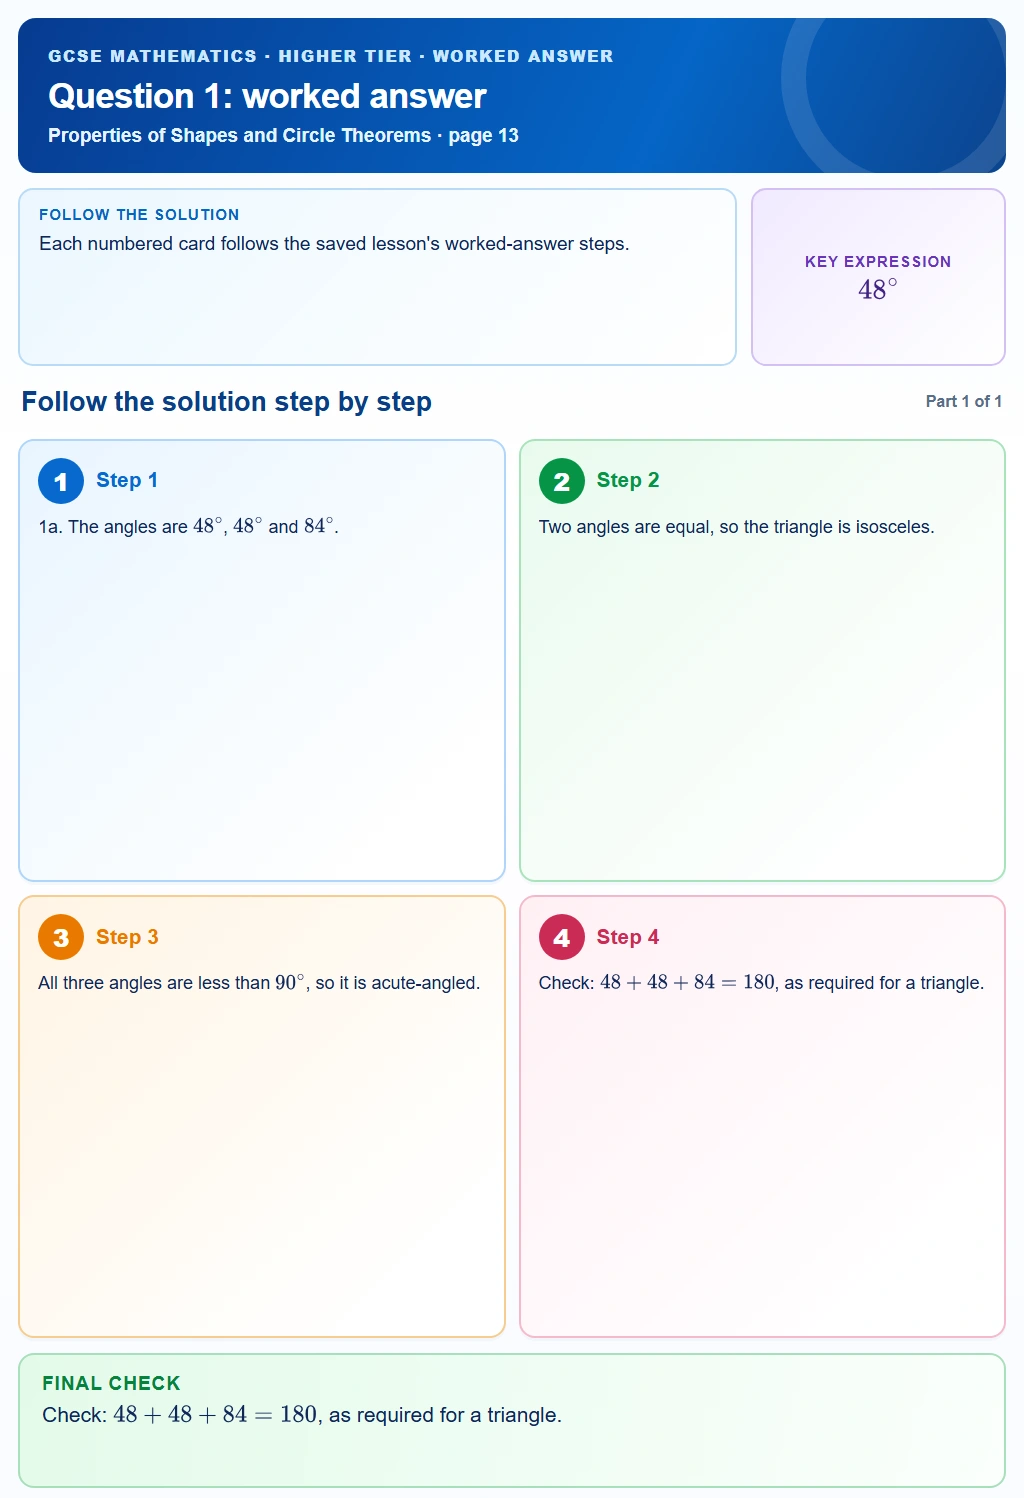 GCSE MATHEMATICS · HIGHER TIER · WORKED ANSWER
Question 1: worked answer
Properties of Shapes and Circle Theorems · page 13
FOLLOW THE SOLUTION
Each numbered card follows the saved lesson's worked-answer steps.
KEY EXPRESSION
48°
Follow the solution step by step
Part 1 of 1
1 Step 1
1a. The angles are 48°, 48° and 84°.
2 Step 2
Two angles are equal, so the triangle is isosceles.
3 Step 3
All three angles are less than 90°, so it is acute-angled.
4 Step 4
Check: 48 + 48 + 84 = 180, as required for a triangle.
FINAL CHECK
Check: 48 + 48 + 84 = 180, as required for a triangle.